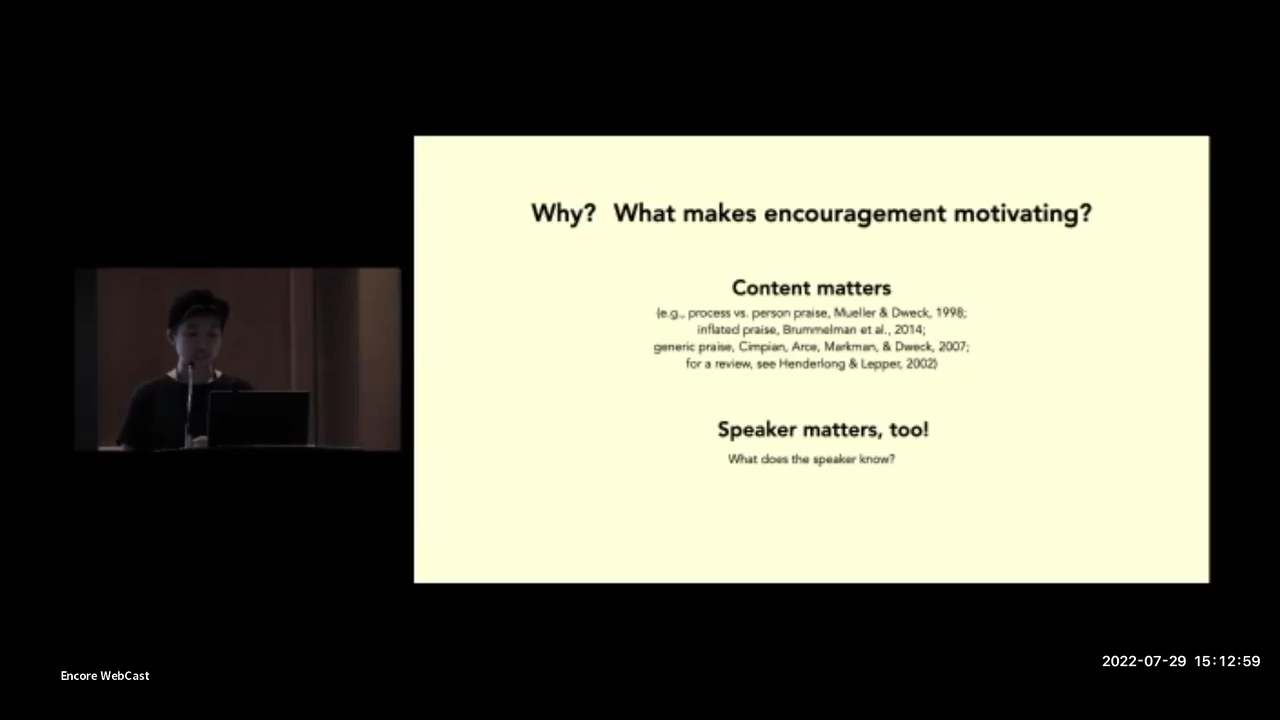 Why? What makes encouragement motivating?
Content matters
(e.g., process vs. person praise, Mueller & Dweck, 1998;
inflated praise, Brummelman et al., 2014;
generic praise, Cimpian, Arce, Markman, & Dweck, 2007;
for a review, see Henderlong & Lepper, 2002)
Speaker matters, too!
What does the speaker know?
2022-07-29 15:12:59
Encore WebCast